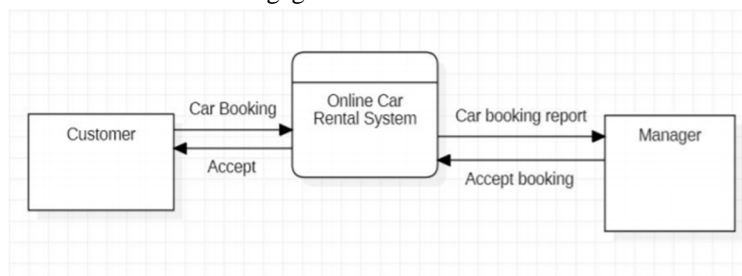 Car Booking
Online Car
Rental System
Car booking report
Customer
Manager
Accept
Accept booking